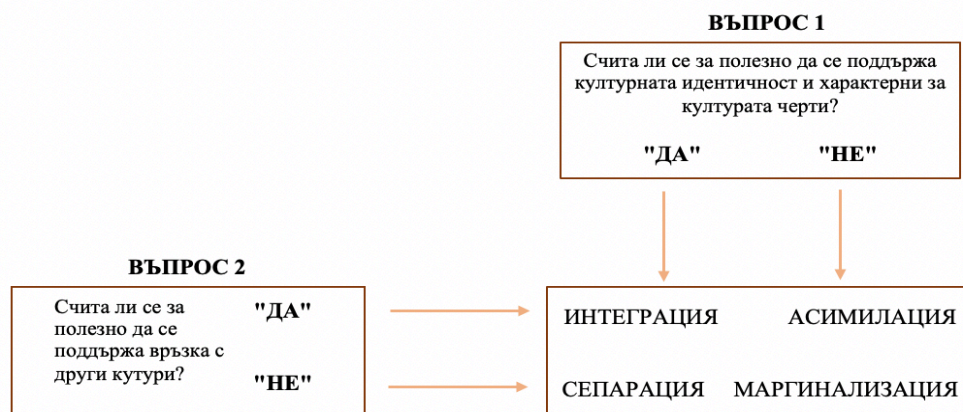 ВЪПРОС 1
Счита ли се за полезно да се поддържа
културната идентичност и характерни за
културата черти?
"ДА" "НЕ"
ВЪПРОС 2
Счита ли се за
полезно да се
поддържа връзка с
други кутури?
"ДА"
"НЕ"
ИНТЕГРАЦИЯ АСИМИЛАЦИЯ
СЕПАРАЦИЯ МАРГИНАЛИЗАЦИЯ